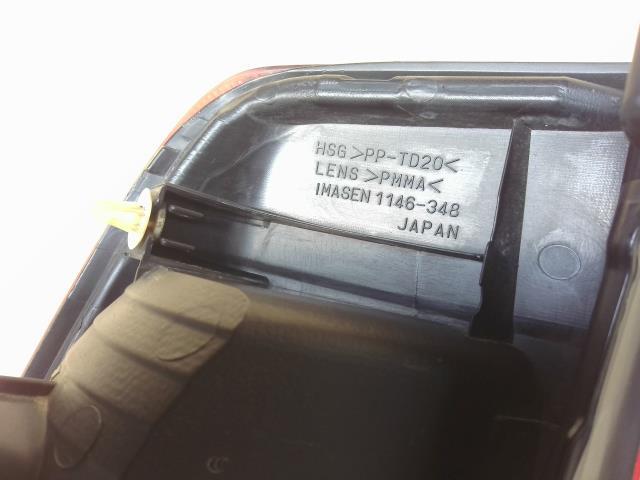 HSG >PP-TD20<
LENS >PMMA<
IMASEN 1146-348
JAPAN